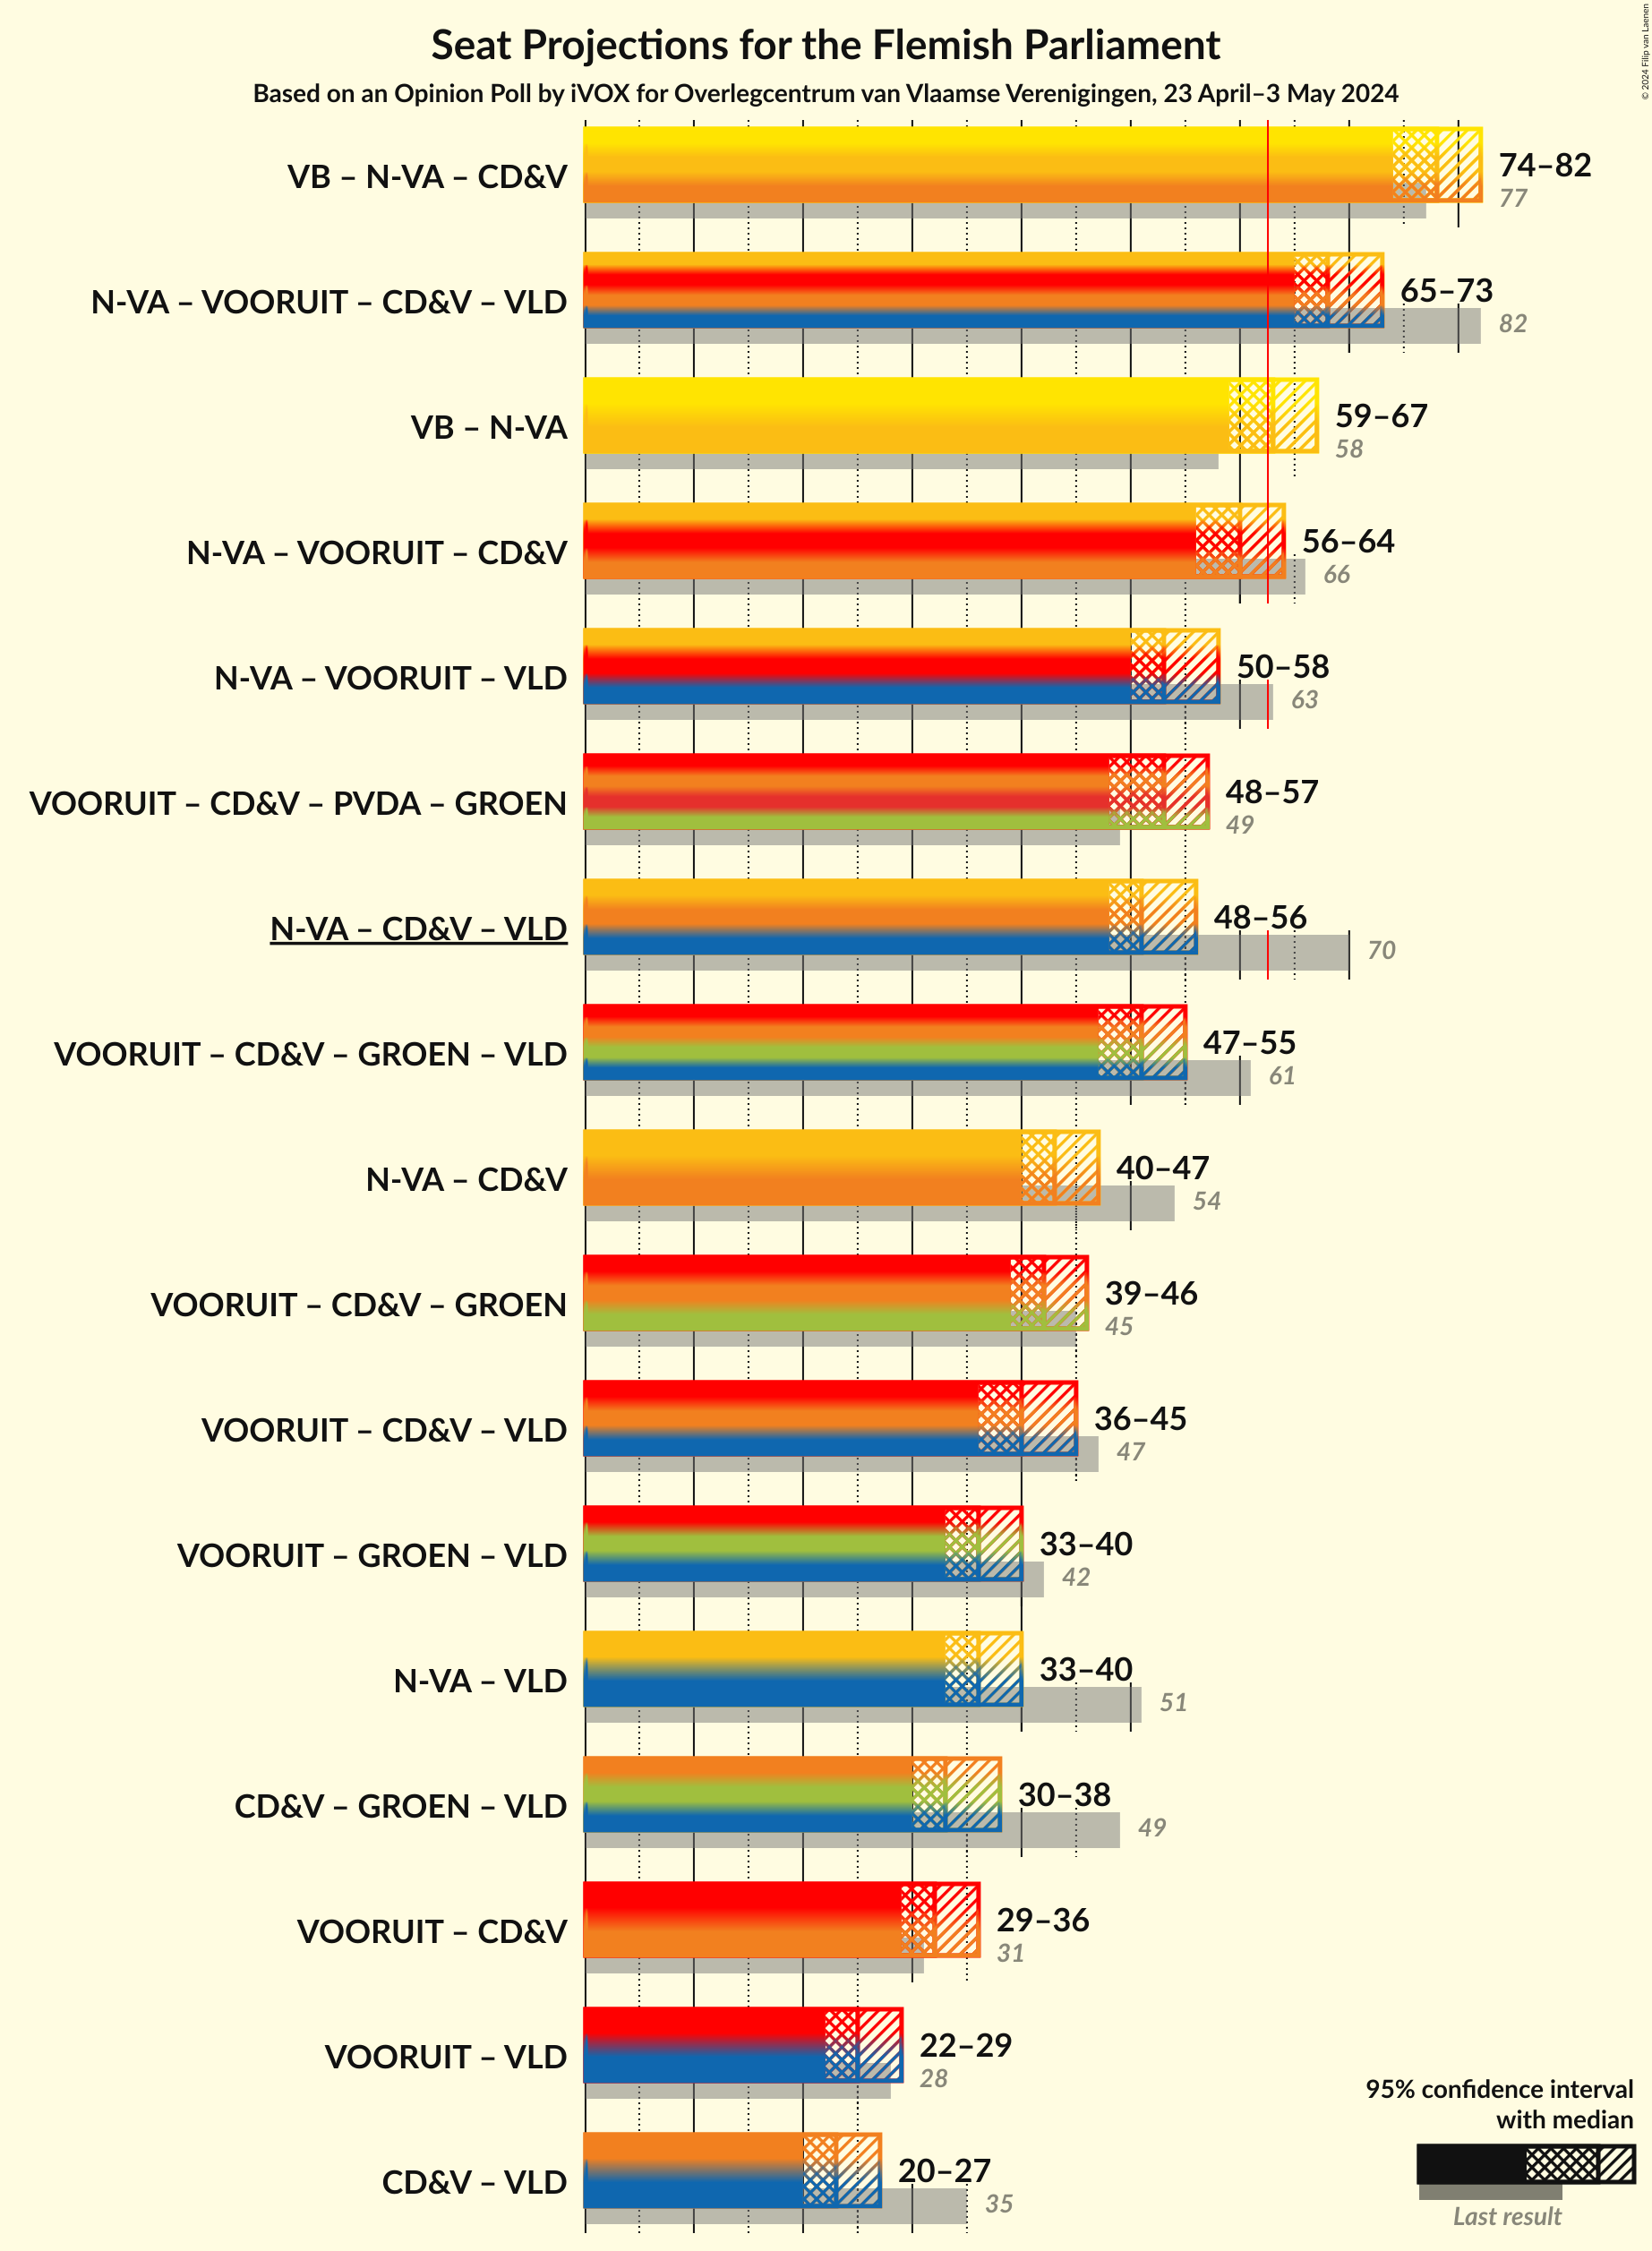 Seat Projections for the Flemish Parliament
Based on an Opinion Poll by iVOX for Overlegcentrum van Vlaamse Verenigingen, 23 April–3 May 2024
© 2024 Filip van Laenen
VB – N-VA – CD&V
74–82
77
N-VA – VOORUIT – CD&V – VLD
65–73
82
VB – N-VA
59–67
58
N-VA – VOORUIT – CD&V
56–64
66
N-VA – VOORUIT – VLD
50–58
63
VOORUIT – CD&V – PVDA – GROEN
48–57
49
N-VA – CD&V – VLD
48–56
70
VOORUIT – CD&V – GROEN – VLD
47–55
61
N-VA – CD&V
40–47
54
VOORUIT – CD&V – GROEN
39–46
45
VOORUIT – CD&V – VLD
36–45
47
VOORUIT – GROEN – VLD
33–40
42
N-VA – VLD
33–40
51
CD&V – GROEN – VLD
30–38
49
VOORUIT – CD&V
29–36
31
VOORUIT – VLD
22–29
28
CD&V – VLD
20–27
35
95% confidence interval
with median
Last result